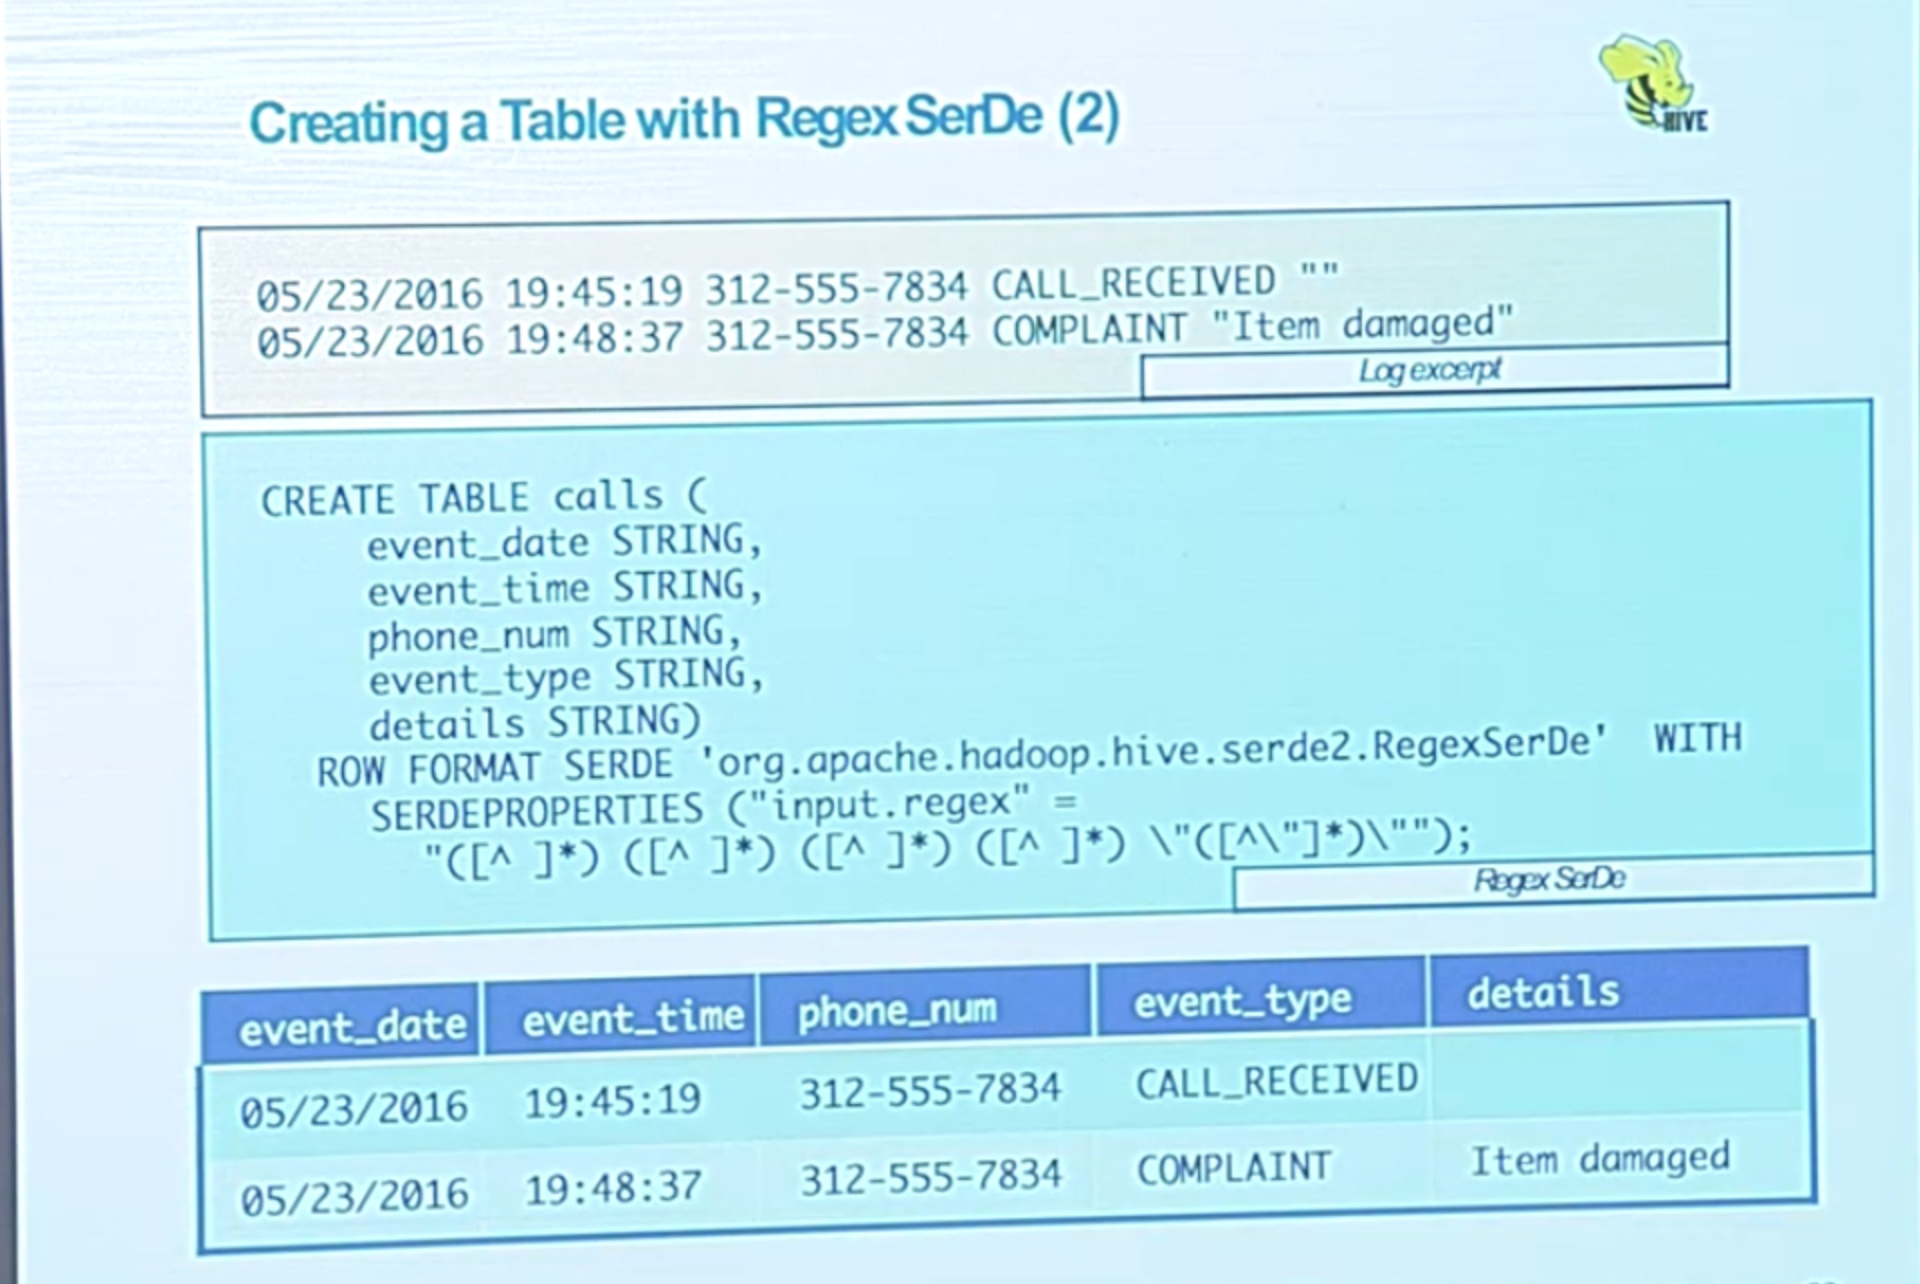 Creating a Table with Regex SerDe (2)
HIVE
05/23/2016 19:45:19 312-555-7834 CALL_RECEIVED ""
05/23/2016 19:48:37 312-555-7834 COMPLAINT "Item damaged"
Log excerpt
CREATE TABLE calls (
event_date STRING,
event_time STRING,
phone_num STRING,
event_type STRING,
details STRING)
ROW FORMAT SERDE 'org.apache.hadoop.hive.serde2.RegexSerDe' WITH
SERDEPROPERTIES ("input.regex" =
"([^ ]*) ([^ ]*) ([^ ]*) ([^ ]*) \"([^\"]*)\"");
Regex SerDe
event_date event_time phone_num event_type details
05/23/2016 19:45:19 312-555-7834 CALL_RECEIVED
05/23/2016 19:48:37 312-555-7834 COMPLAINT Item damaged